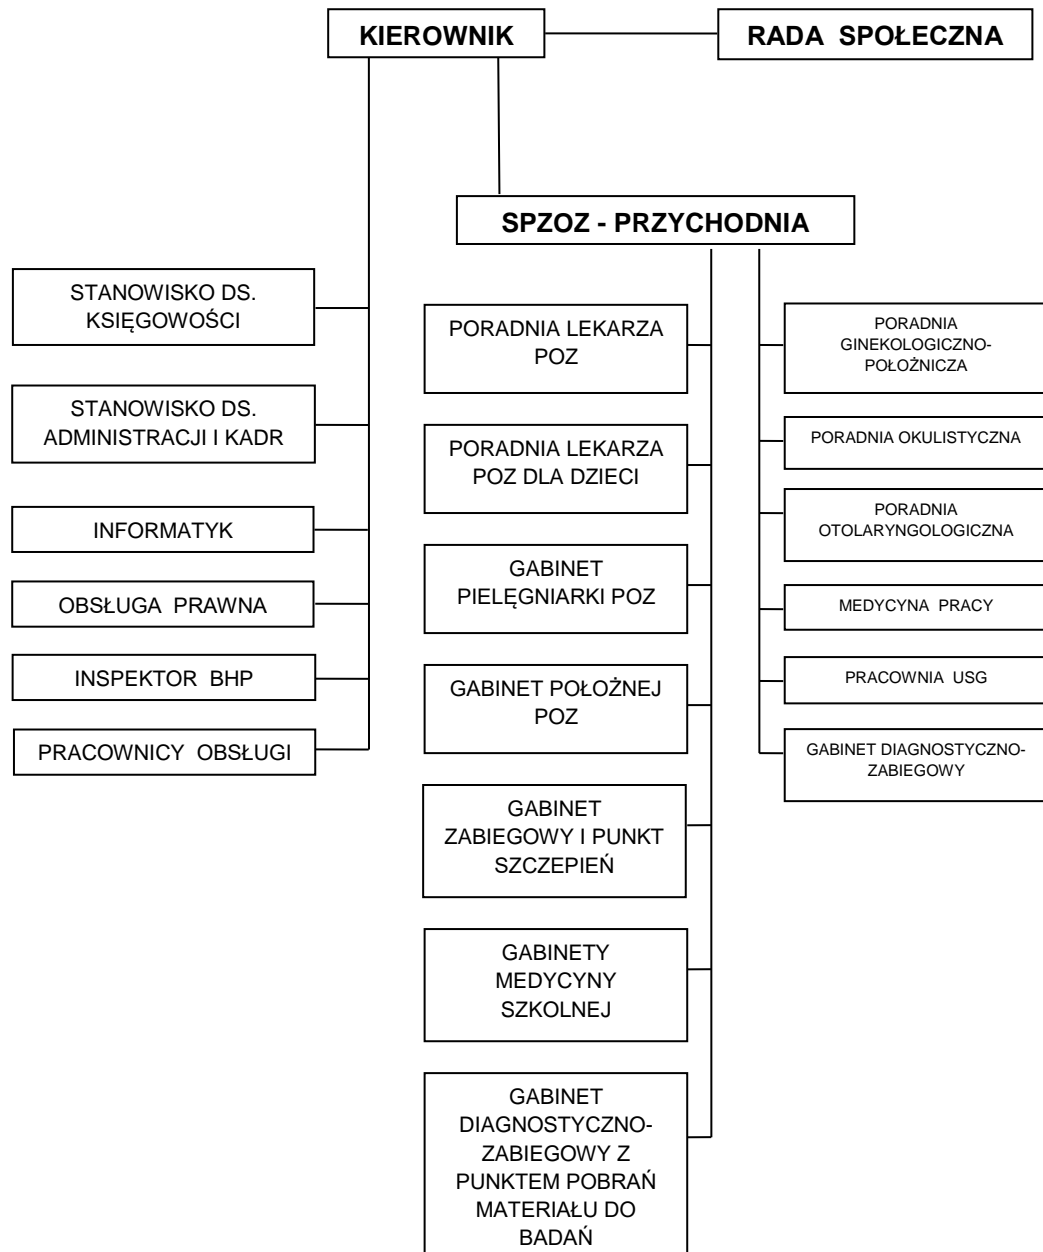 KIEROWNIK
RADA SPOŁECZNA
SPZOZ - PRZYCHODNIA
STANOWISKO DS.
KSIĘGOWOŚCI
STANOWISKO DS.
ADMINISTRACJI I KADR
INFORMATYK
OBSŁUGA PRAWNA
INSPEKTOR BHP
PRACOWNICY OBSŁUGI
PORADNIA LEKARZA
POZ
PORADNIA LEKARZA
POZ DLA DZIECI
GABINET
PIELĘGNIARKI POZ
GABINET POŁOŻNEJ
POZ
GABINET
ZABIEGOWY I PUNKT
SZCZEPIEŃ
GABINETY
MEDYCYNY
SZKOLNEJ
GABINET
DIAGNOSTYCZNO-
ZABIEGOWY Z
PUNKTEM POBRAŃ
MATERIAŁU DO
BADAŃ
PORADNIA
GINEKOLOGICZNO-
POŁOŻNICZA
PORADNIA OKULISTYCZNA
PORADNIA
OTOLARYNGOLOGICZNA
MEDYCYNA PRACY
PRACOWNIA USG
GABINET DIAGNOSTYCZNO-
ZABIEGOWY